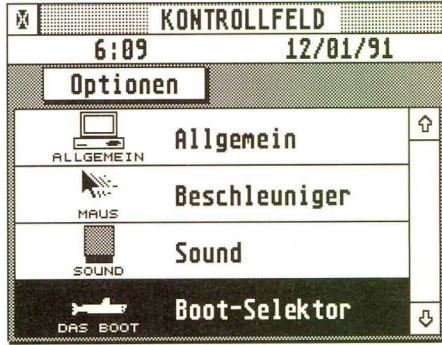 KONTROLLFELD
6:09 12/01/91
Optionen
ALLGEMEIN Allgemein
MAUS Beschleuniger
SOUND Sound
DAS BOOT Boot-Selektor